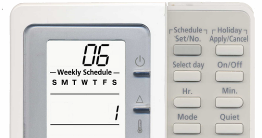 06
Weekly Schedule
S M T W T F S
1
Schedule Holiday
Set/No. Apply/Cancel
Select day On/Off
Hr. Min.
Mode Quiet